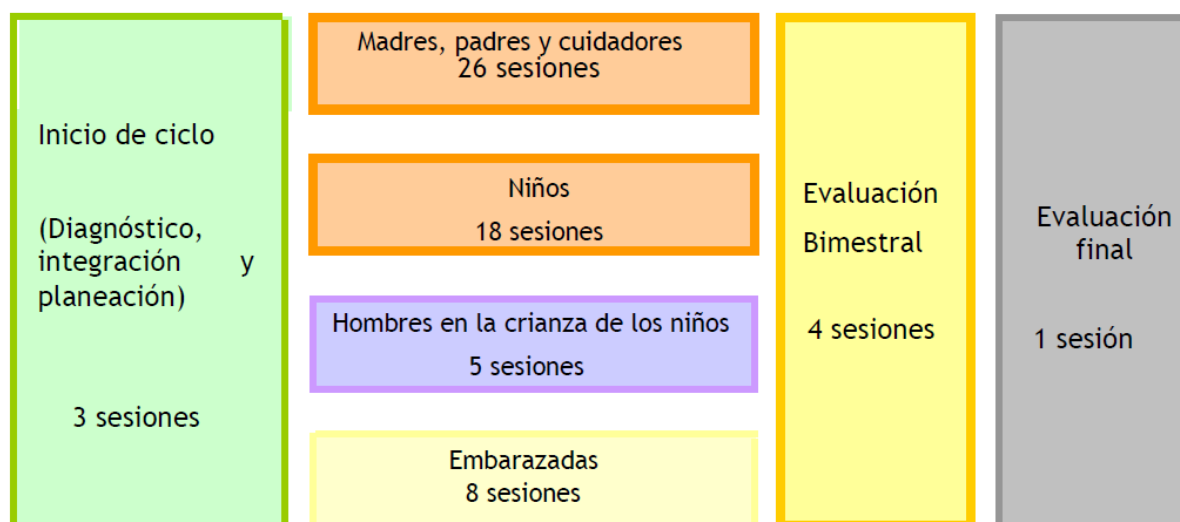 Inicio de ciclo
(Diagnóstico,
integración y
planeación)
3 sesiones
Madres, padres y cuidadores
26 sesiones
Niños
18 sesiones
Hombres en la crianza de los niños
5 sesiones
Embarazadas
8 sesiones
Evaluación
Bimestral
4 sesiones
Evaluación
final
1 sesión